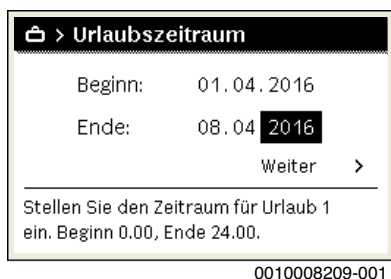 > Urlaubszeitraum
Beginn: 01.04.2016
Ende: 08.04 2016
Weiter >
Stellen Sie den Zeitraum für Urlaub 1
ein. Beginn 0.00, Ende 24.00.
0010008209-001